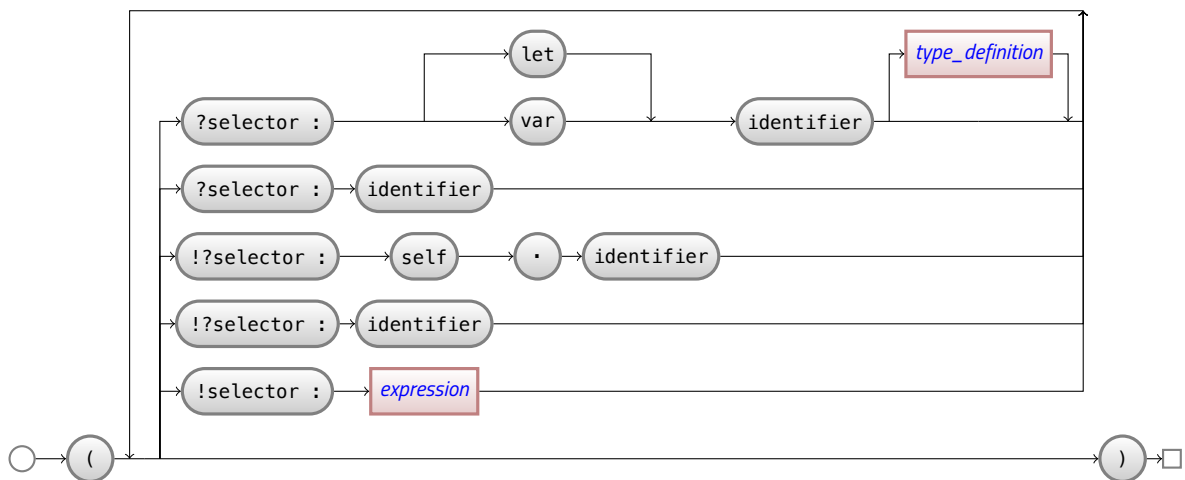 let
type_definition
?selector : var identifier
?selector : identifier
!?selector : self . identifier
!?selector : identifier
!selector : expression
( )